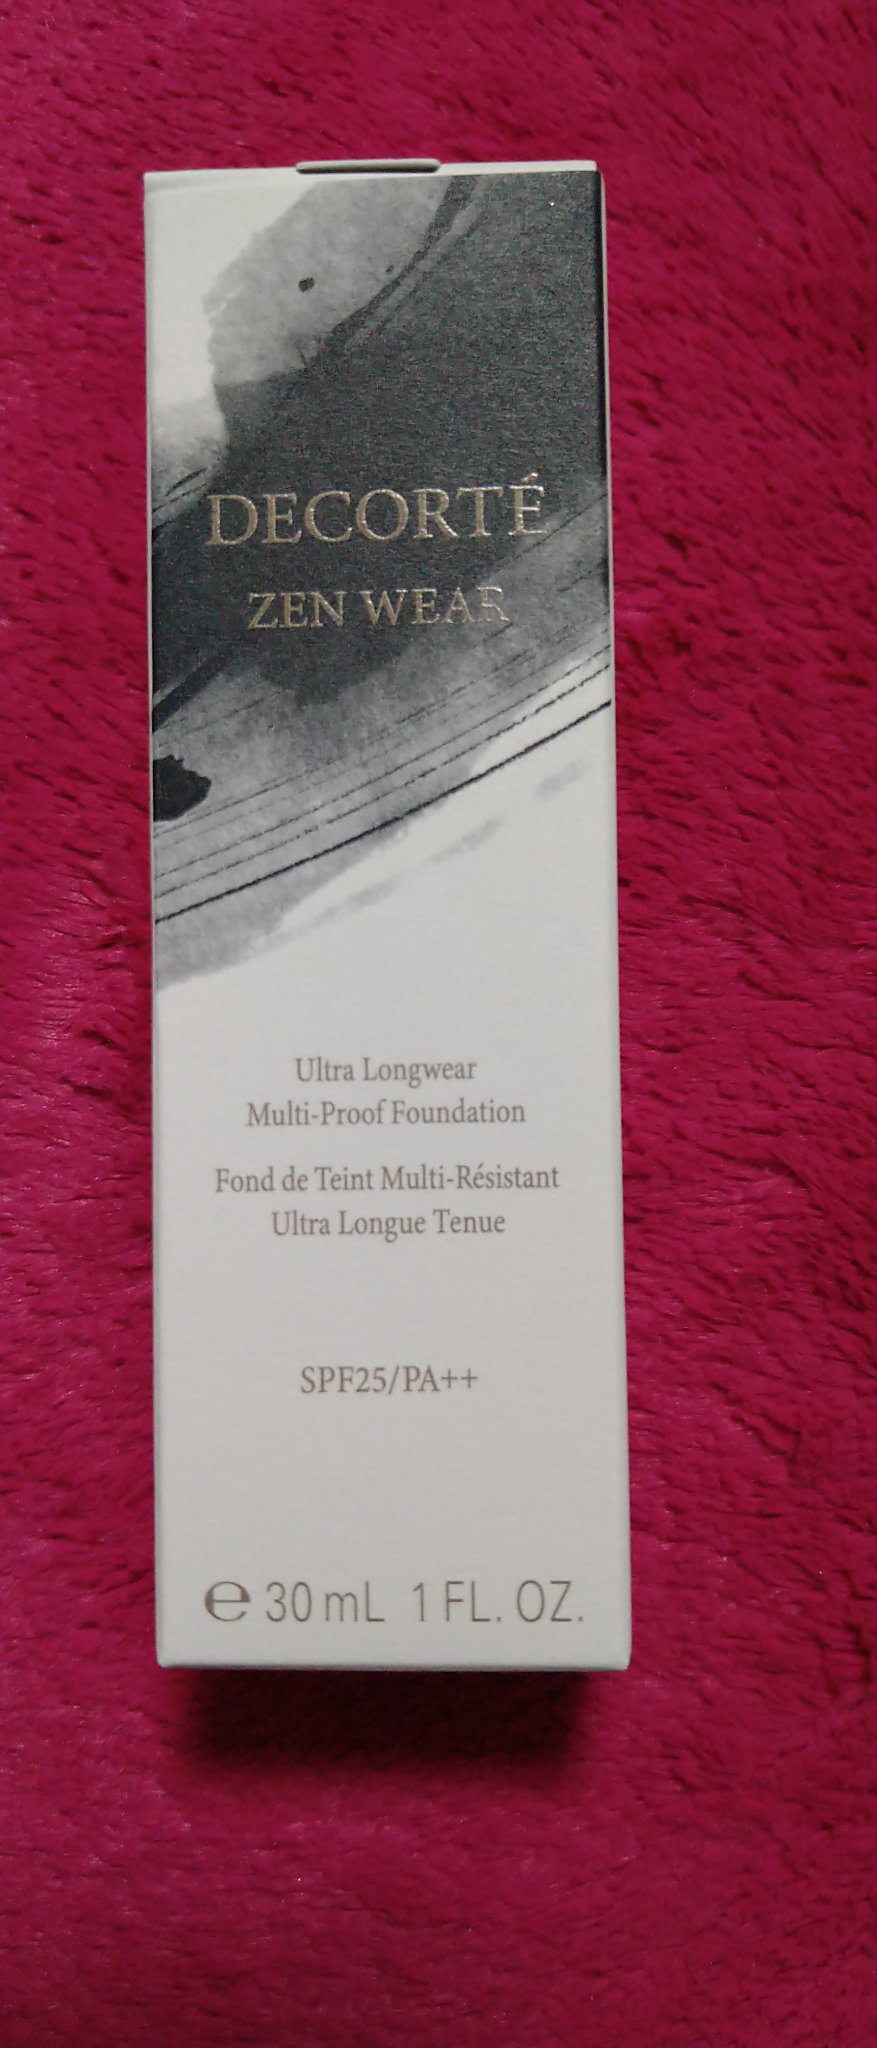 DECORTÉ
ZEN WEAR
Ultra Longwear
Multi-Proof Foundation
Fond de Teint Multi-Résistant
Ultra Longue Tenue
SPF25/PA++
℮ 30 mL 1 FL. OZ.